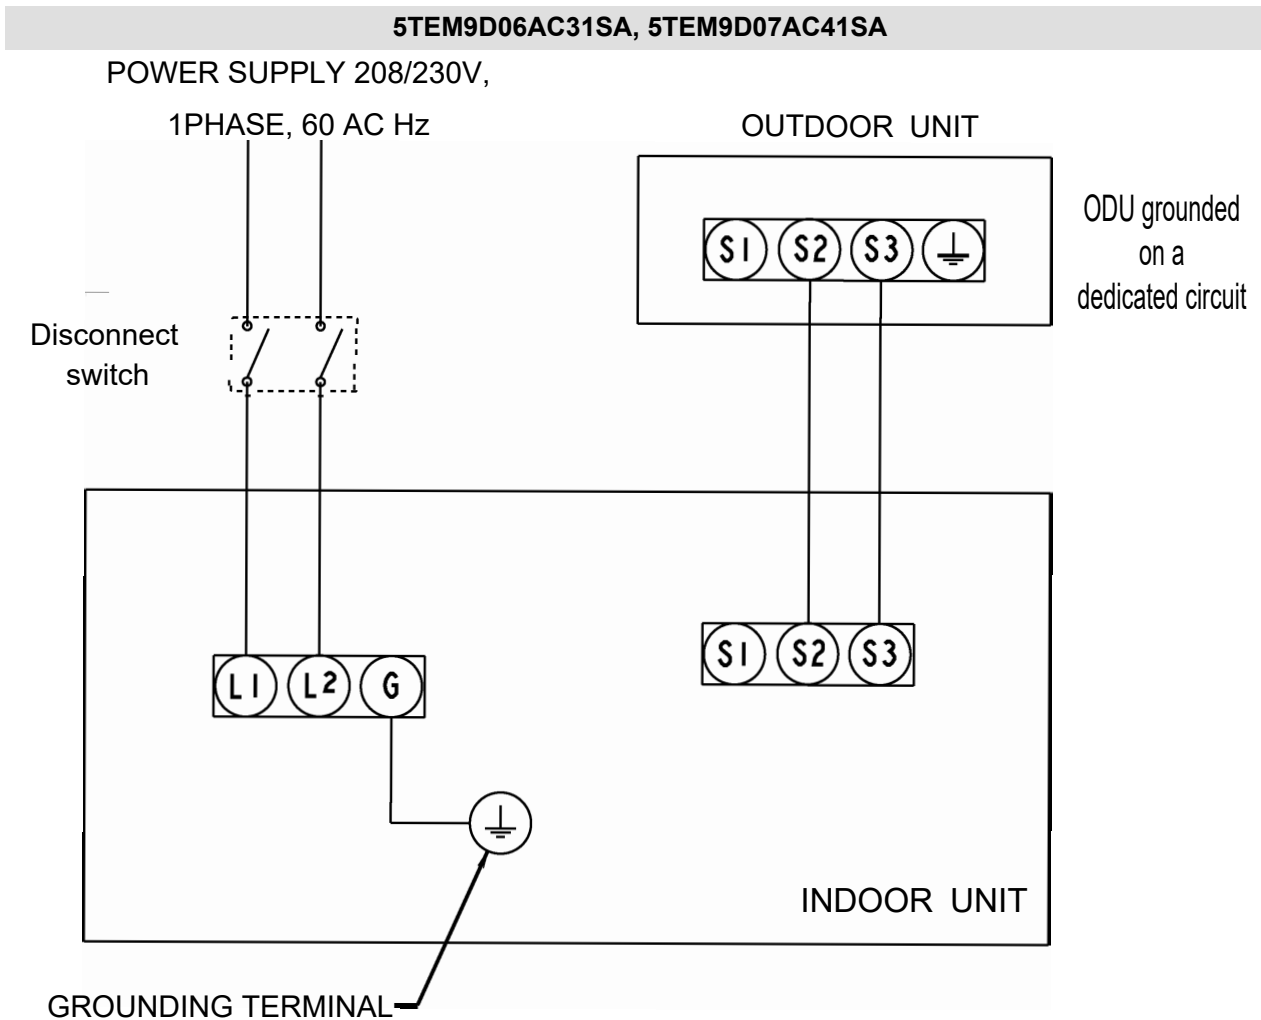 5TEM9D06AC31SA, 5TEM9D07AC41SA
POWER SUPPLY 208/230V,
1PHASE, 60 AC Hz
OUTDOOR UNIT
S1 S2 S3
ODU grounded
on a
dedicated circuit
Disconnect
switch
S1 S2 S3
L1 L2 G
INDOOR UNIT
GROUNDING TERMINAL